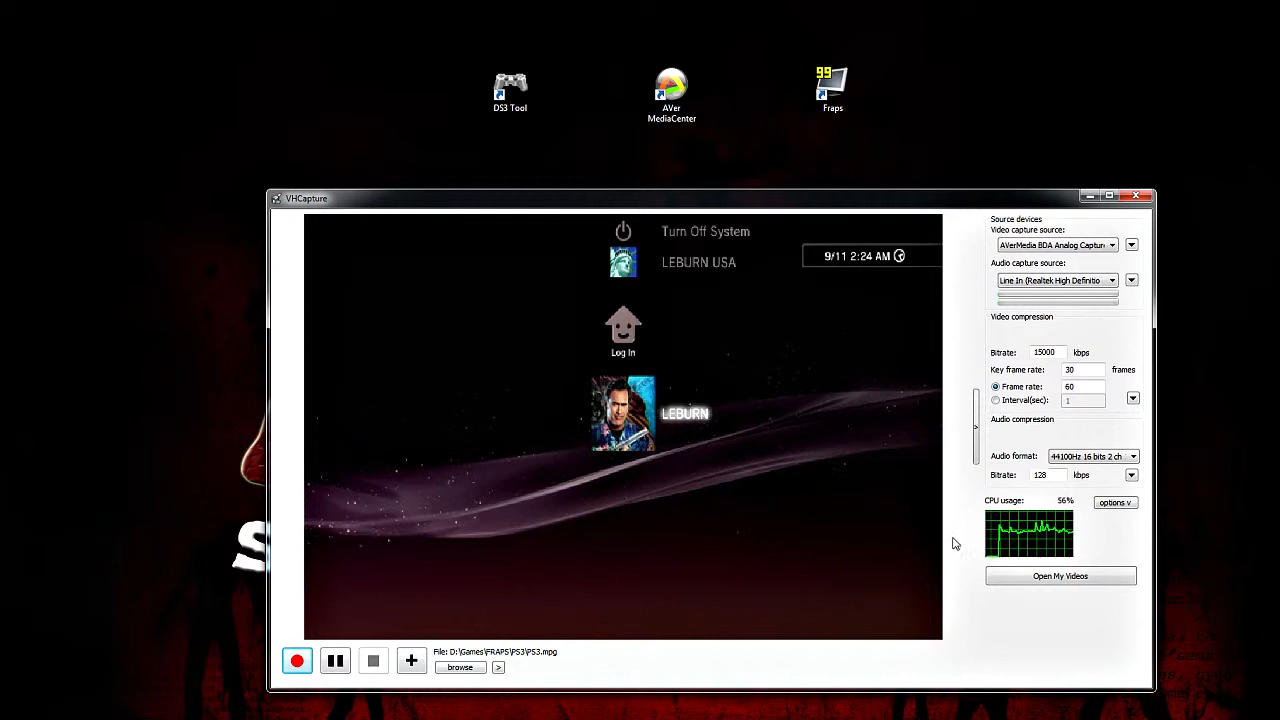 99
DS3 Tool
AVer
MediaCenter
Fraps
VHCapture
Turn Off System
LEBURN USA
9/11 2:24 AM
Log In
LEBURN
Source devices
Video capture source:
AVerMedia BDA Analog Captur
Audio capture source:
Line In (Realtek High Definitio
Video compression
Bitrate: 15000 kbps
Key frame rate: 30 frames
Frame rate: 60
Interval(sec): 1
Audio compression
Audio format: 44100Hz 16 bits 2 ch
Bitrate: 128 kbps
CPU usage: 56%
options v
Open My Videos
File: D:\Games\FRAPS\PS3\PS3.mpg
browse >
S